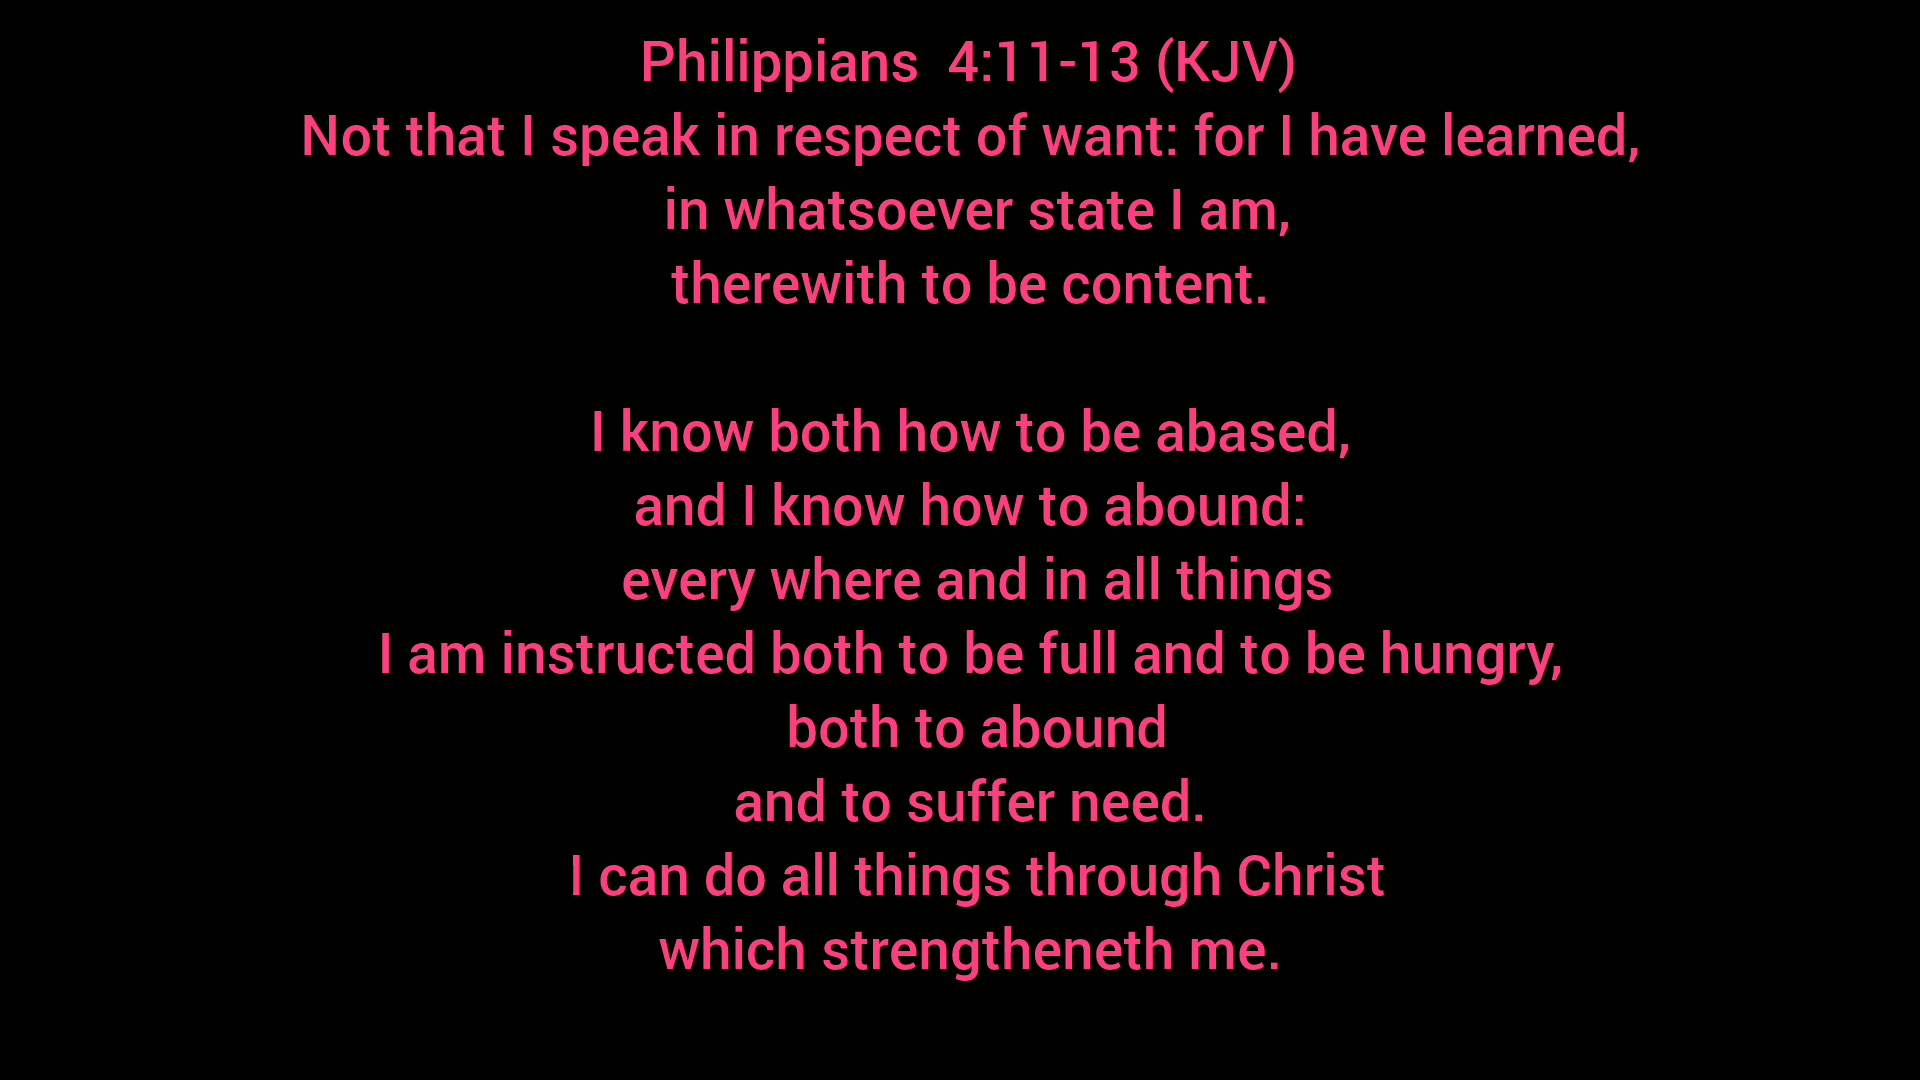 Philippians  4:11-13 (KJV)
Not that I speak in respect of want: for I have learned,
in whatsoever state I am,
therewith to be content.
I know both how to be abased,
and I know how to abound:
every where and in all things
I am instructed both to be full and to be hungry,
both to abound
and to suffer need.
I can do all things through Christ
which strengtheneth me.